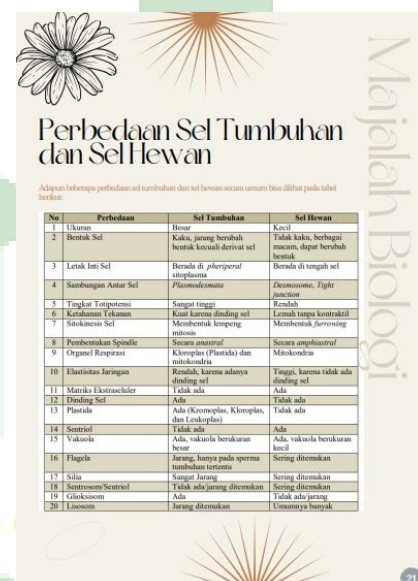 Perbedaan Sel Tumbuhan
dan Sel Hewan
Majalah Biologi
Adapun beberapa perbedaan sel tumbuhan dan sel hewan secara umum bisa dilihat pada tabel
berikut.
No Perbedaan Sel Tumbuhan Sel Hewan
1 Ukuran Besar Kecil
2 Bentuk Sel Kaku, jarang berubah bentuk kecuali derivat sel Tidak kaku, berbagai macam, dapat berubah bentuk
3 Letak Inti Sel Berada di pheriperal sitoplasma Berada di tengah sel
4 Sambungan Antar Sel Plasmodesmata Desmosome, Tight junction
5 Tingkat Totipotensi Sangat tinggi Rendah
6 Ketahanan Tekanan Kuat karena dinding sel Lemah tanpa kontraktil
7 Sitokinesis Sel Membentuk lempeng mitosis Membentuk furrowing
8 Pembentukan Spindle Secara anastral Secara amphiastral
9 Organel Respirasi Kloroplas (Plastida) dan mitokondria Mitokondria
10 Elastisitas Jaringan Rendah, karena adanya dinding sel Tinggi, karena tidak ada dinding sel
11 Matriks Ekstraseluler Tidak ada Ada
12 Dinding Sel Ada Tidak ada
13 Plastida Ada (Kromoplas, Kloroplas, dan Leukoplas) Tidak ada
14 Sentriol Tidak ada Ada
15 Vakuola Ada, vakuola berukuran besar Ada, vakuola berukuran kecil
16 Flagela Jarang, hanya pada sperma tumbuhan tertentu Sering ditemukan
17 Silia Sangat Jarang Sering ditemukan
18 Sentrosom/Sentriol Tidak ada/jarang ditemukan Sering ditemukan
19 Glioksisom Ada Tidak ada/jarang
20 Lisosom Jarang ditemukan Umumnya banyak
21